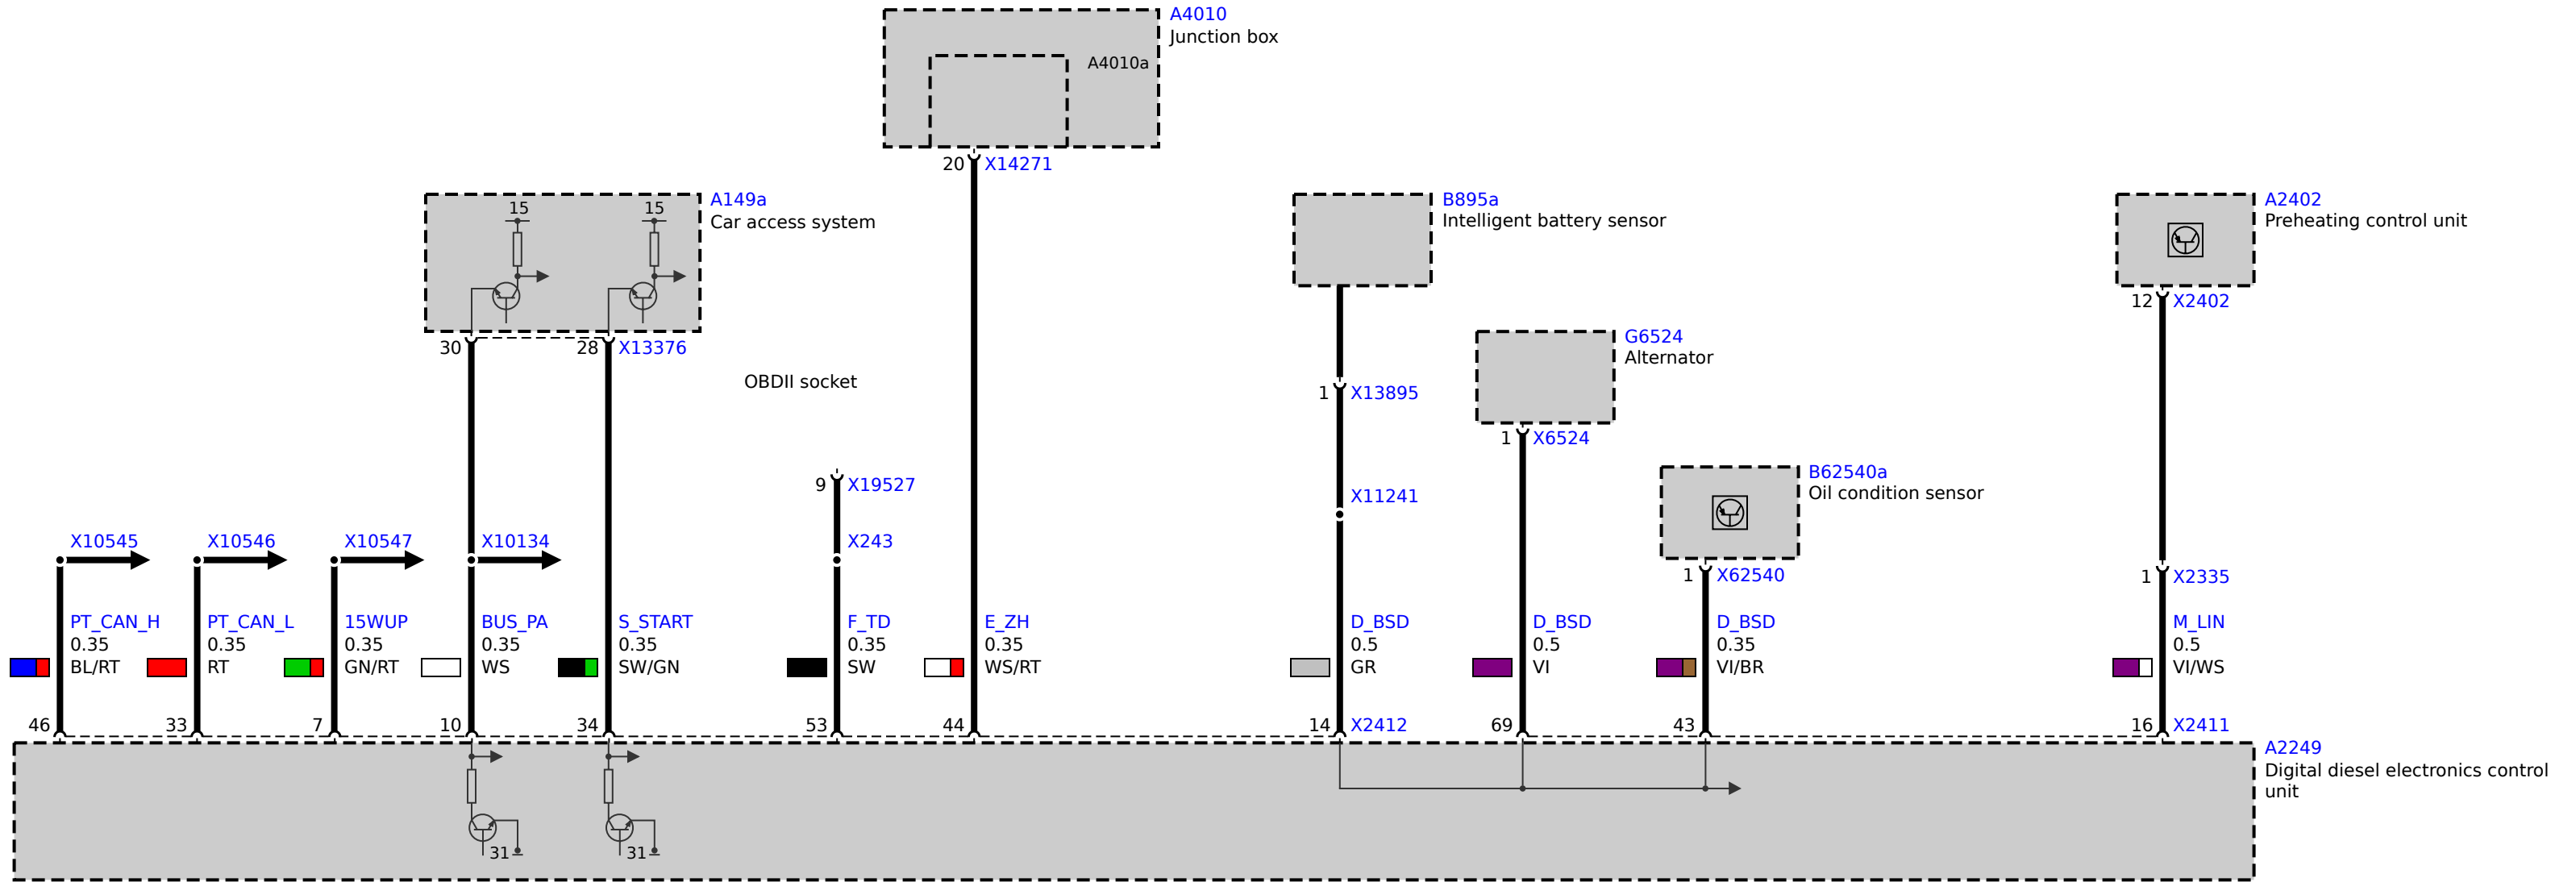 A4010
Junction box
A4010a
20 X14271
A149a
Car access system
15 15
30 28 X13376
OBDII socket
B895a
Intelligent battery sensor
A2402
Preheating control unit
12 X2402
G6524
Alternator
1 X13895
1 X6524
B62540a
Oil condition sensor
9 X19527
X11241
X10545 X10546 X10547 X10134 X243
1 X62540
1 X2335
PT_CAN_H PT_CAN_L 15WUP BUS_PA S_START F_TD E_ZH D_BSD D_BSD D_BSD M_LIN
0.35 0.35 0.35 0.35 0.35 0.35 0.35 0.5 0.5 0.35 0.5
BL/RT RT GN/RT WS SW/GN SW WS/RT GR VI VI/BR VI/WS
46 33 7 10 34 53 44 14 X2412 69 43 16 X2411
A2249
Digital diesel electronics control
unit
31 31